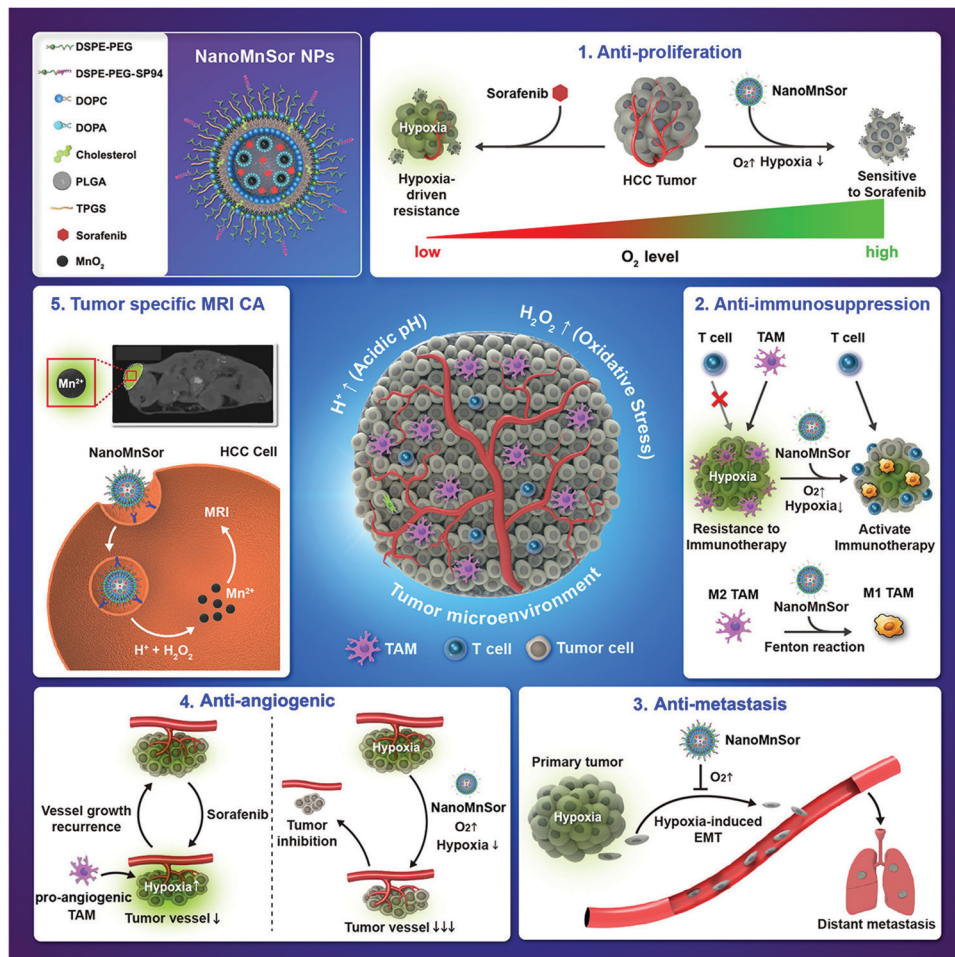 DSPE-PEG
DSPE-PEG-SP94
DOPC
DOPA
Cholesterol
PLGA
TPGS
Sorafenib
MnO₂
NanoMnSor NPs
1. Anti-proliferation
Sorafenib
NanoMnSor
Hypoxia
O₂↑ Hypoxia ↓
Hypoxia-
driven
resistance
HCC Tumor
Sensitive
to Sorafenib
low
O₂ level
high
5. Tumor specific MRI CA
Mn²⁺
NanoMnSor
HCC Cell
MRI
Mn²⁺
H⁺ + H₂O₂
H⁺ ↑ (Acidic pH)
H₂O₂ ↑ (Oxidative Stress)
Tumor microenvironment
TAM
T cell
Tumor cell
2. Anti-immunosuppression
T cell
TAM
T cell
NanoMnSor
Hypoxia
O₂↑
Hypoxia↓
Resistance to
Immunotherapy
Activate
Immunotherapy
M2 TAM
NanoMnSor
M1 TAM
Fenton reaction
4. Anti-angiogenic
Vessel growth
recurrence
Sorafenib
pro-angiogenic
TAM
Hypoxia↑
Tumor vessel ↓
Hypoxia
Tumor
inhibition
NanoMnSor
O₂↑
Hypoxia ↓
Tumor vessel ↓↓↓
3. Anti-metastasis
NanoMnSor
Primary tumor
O₂↑
Hypoxia
Hypoxia-induced
EMT
Distant metastasis